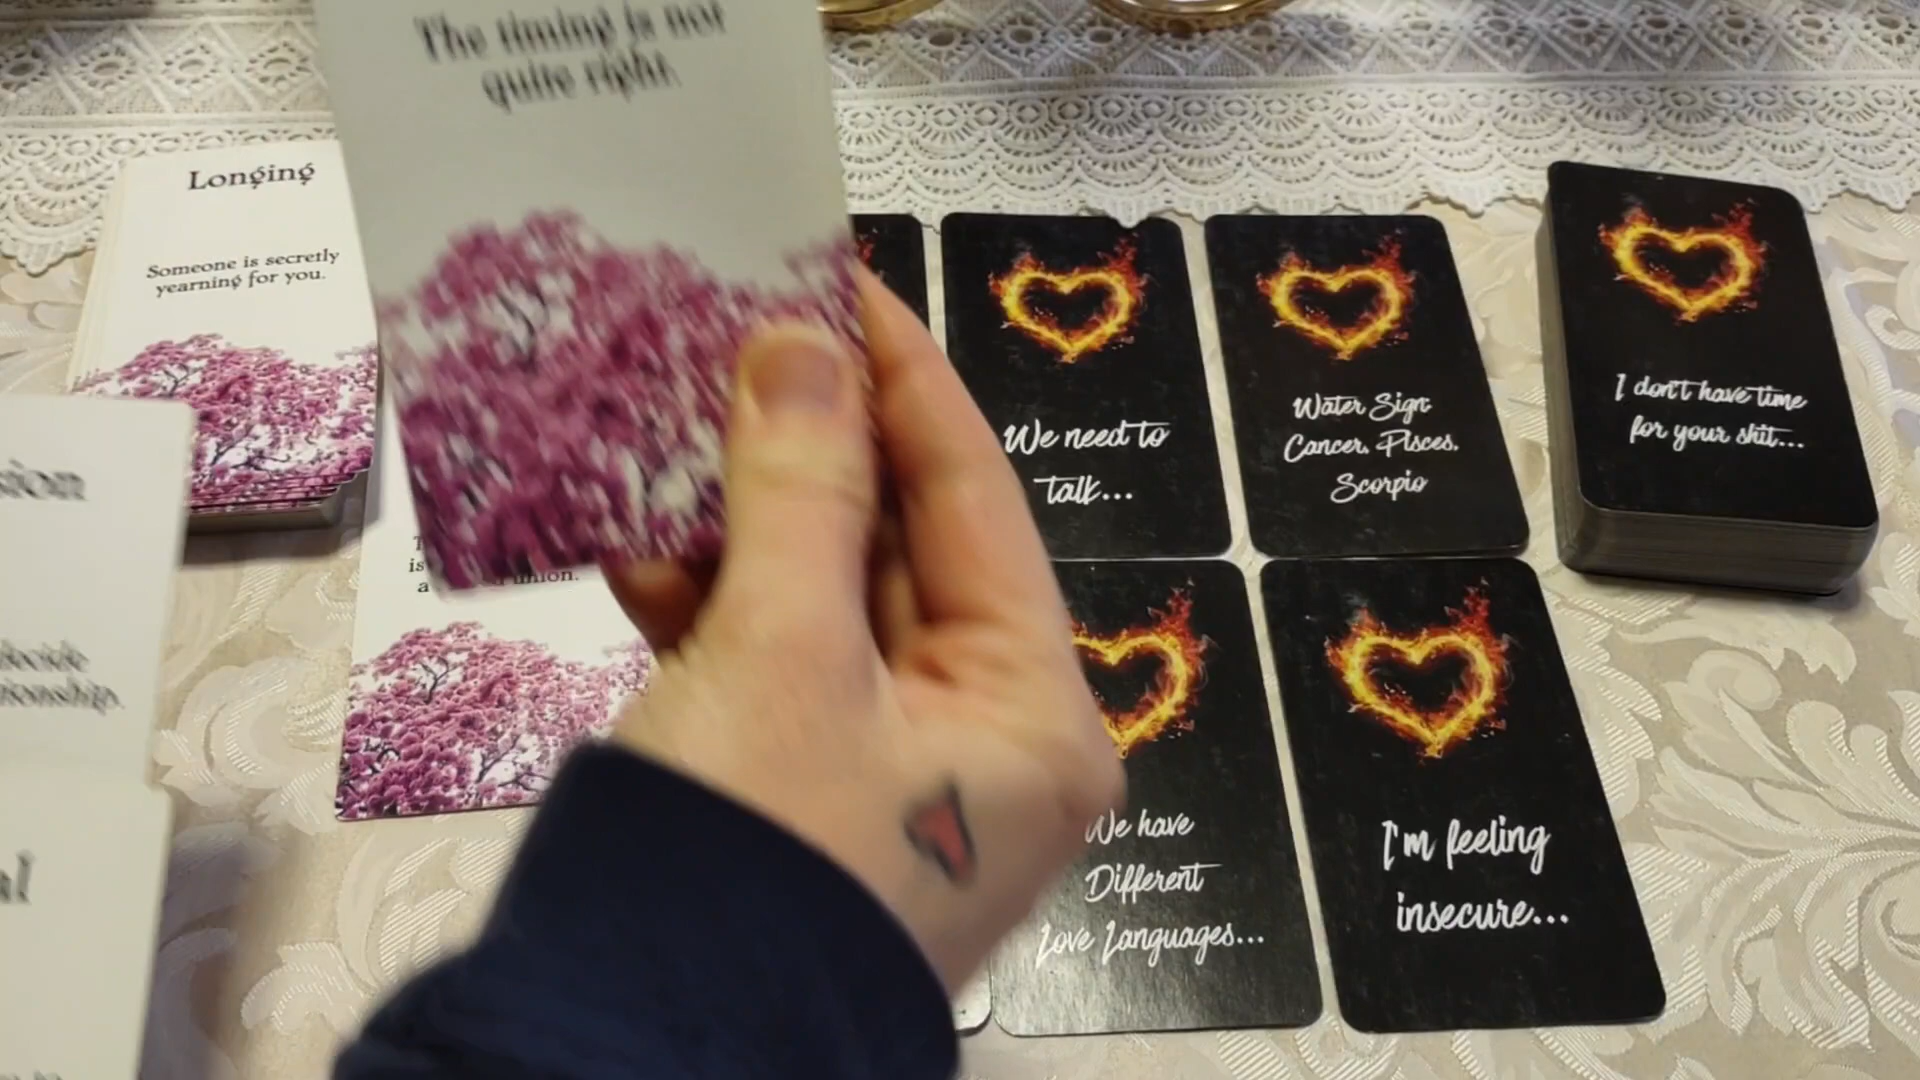 The timing is not
quite right.
Longing
Someone is secretly
yearning for you.
union.
We need to
talk...
Water Sign:
Cancer, Pisces,
Scorpio
I don't have time
for your shit...
We have
Different
Love Languages...
I'm feeling
insecure...